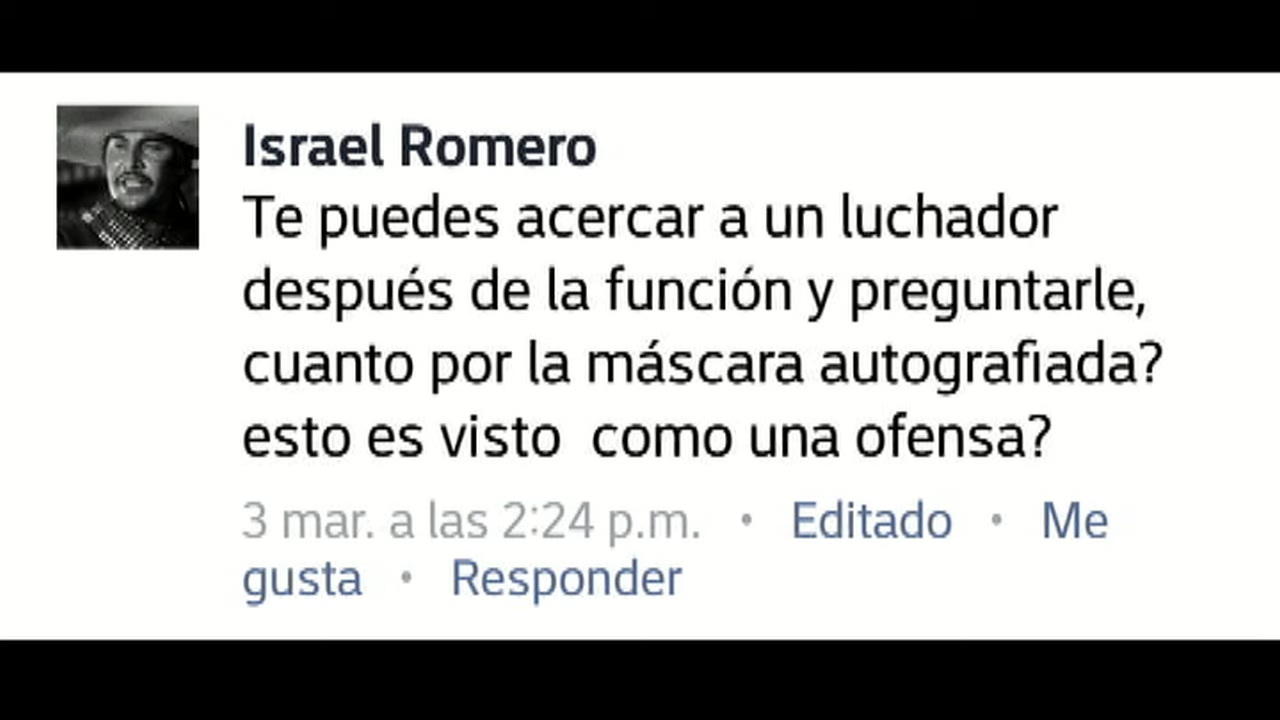 Israel Romero
Te puedes acercar a un luchador
después de la función y preguntarle,
cuanto por la máscara autografiada?
esto es visto  como una ofensa?
3 mar. a las 2:24 p.m. • Editado • Me
gusta • Responder